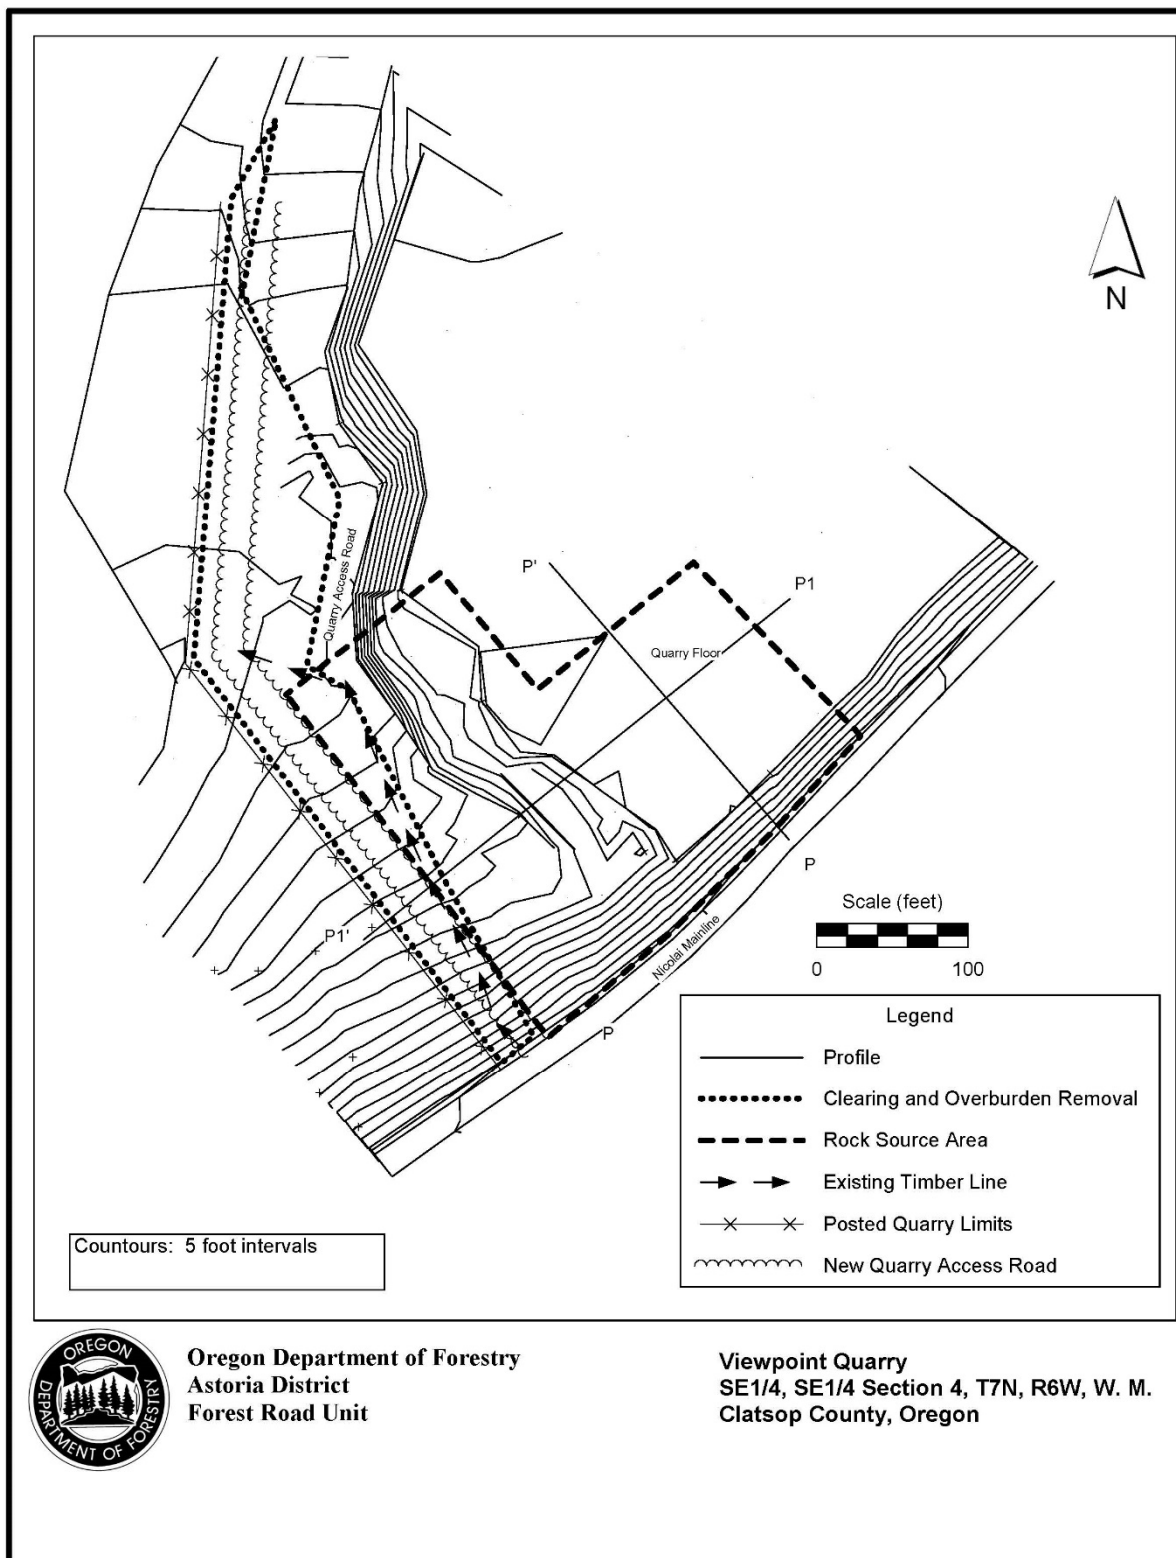 N
Quarry Access Road
P'
P1
Quarry Floor
P1'
P
Nicolai Mainline
P
Scale (feet)
0 100
Legend
Profile
Clearing and Overburden Removal
Rock Source Area
Existing Timber Line
Posted Quarry Limits
New Quarry Access Road
Countours: 5 foot intervals
OREGON
DEPARTMENT OF FORESTRY
Oregon Department of Forestry
Astoria District
Forest Road Unit
Viewpoint Quarry
SE1/4, SE1/4 Section 4, T7N, R6W, W. M.
Clatsop County, Oregon